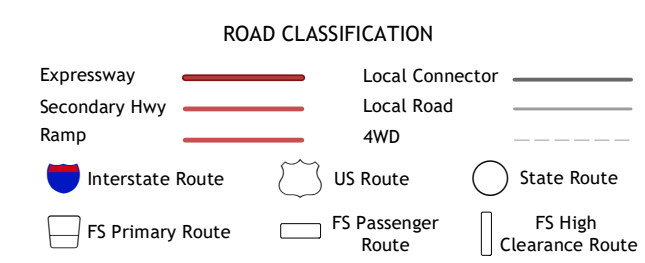 ROAD CLASSIFICATION
Expressway
Local Connector
Secondary Hwy
Local Road
Ramp
4WD
Interstate Route
US Route
State Route
FS Primary Route
FS Passenger
Route
FS High
Clearance Route